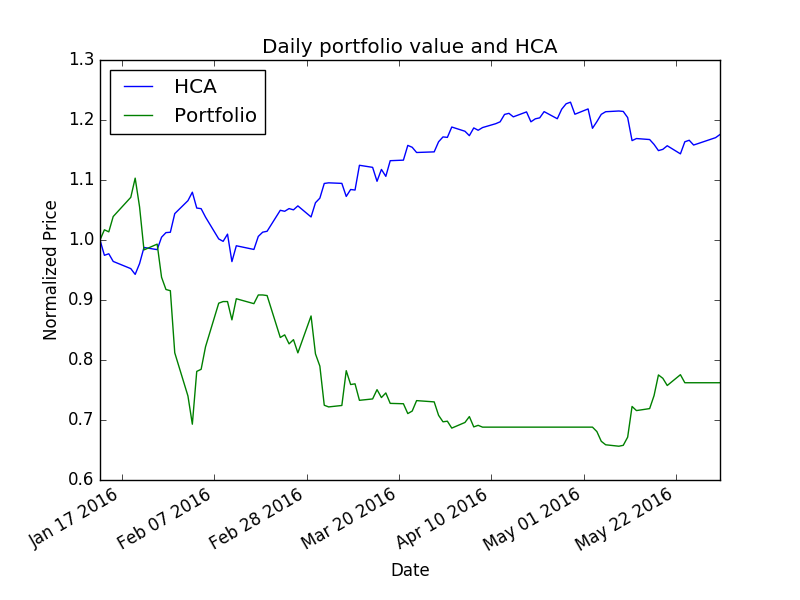 Daily portfolio value and HCA
HCA
Portfolio
1.3
1.2
1.1
1.0
0.9
0.8
0.7
0.6
Normalized Price
Jan 17 2016
Feb 07 2016
Feb 28 2016
Mar 20 2016
Apr 10 2016
May 01 2016
May 22 2016
Date